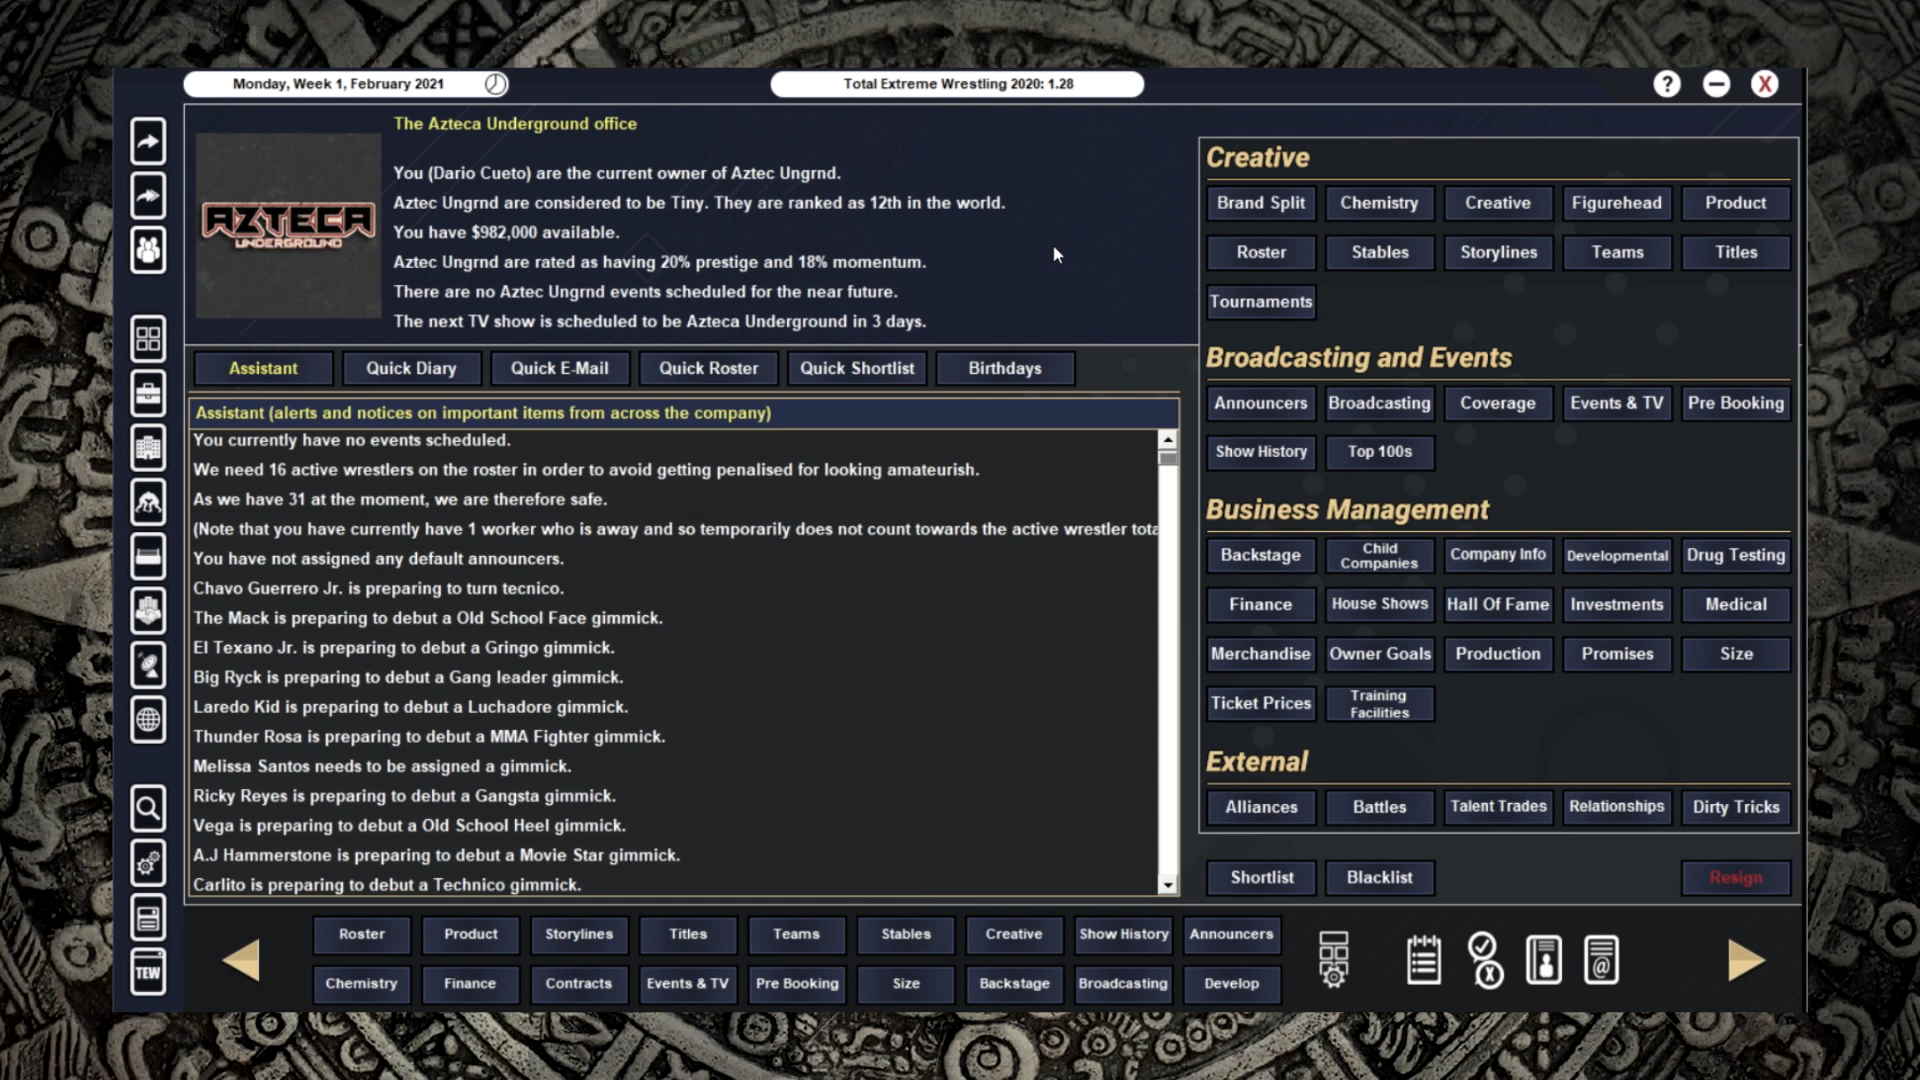 Monday, Week 1, February 2021
Total Extreme Wrestling 2020: 1.28
?
X
The Azteca Underground office
AZTECA
UNDERGROUND
You (Dario Cueto) are the current owner of Aztec Ungrnd.
Aztec Ungrnd are considered to be Tiny. They are ranked as 12th in the world.
You have $982,000 available.
Aztec Ungrnd are rated as having 20% prestige and 18% momentum.
There are no Aztec Ungrnd events scheduled for the near future.
The next TV show is scheduled to be Azteca Underground in 3 days.
Assistant Quick Diary Quick E-Mail Quick Roster Quick Shortlist Birthdays
Assistant (alerts and notices on important items from across the company)
You currently have no events scheduled.
We need 16 active wrestlers on the roster in order to avoid getting penalised for looking amateurish.
As we have 31 at the moment, we are therefore safe.
(Note that you have currently have 1 worker who is away and so temporarily does not count towards the active wrestler tota
You have not assigned any default announcers.
Chavo Guerrero Jr. is preparing to turn tecnico.
The Mack is preparing to debut a Old School Face gimmick.
El Texano Jr. is preparing to debut a Gringo gimmick.
Big Ryck is preparing to debut a Gang leader gimmick.
Laredo Kid is preparing to debut a Luchadore gimmick.
Thunder Rosa is preparing to debut a MMA Fighter gimmick.
Melissa Santos needs to be assigned a gimmick.
Ricky Reyes is preparing to debut a Gangsta gimmick.
Vega is preparing to debut a Old School Heel gimmick.
A.J Hammerstone is preparing to debut a Movie Star gimmick.
Carlito is preparing to debut a Technico gimmick.
Creative
Brand Split Chemistry Creative Figurehead Product
Roster Stables Storylines Teams Titles
Tournaments
Broadcasting and Events
Announcers Broadcasting Coverage Events & TV Pre Booking
Show History Top 100s
Business Management
Backstage Child Companies Company Info Developmental Drug Testing
Finance House Shows Hall Of Fame Investments Medical
Merchandise Owner Goals Production Promises Size
Ticket Prices Training Facilities
External
Alliances Battles Talent Trades Relationships Dirty Tricks
Shortlist Blacklist Resign
Roster Product Storylines Titles Teams Stables Creative Show History Announcers
Chemistry Finance Contracts Events & TV Pre Booking Size Backstage Broadcasting Develop
TEW